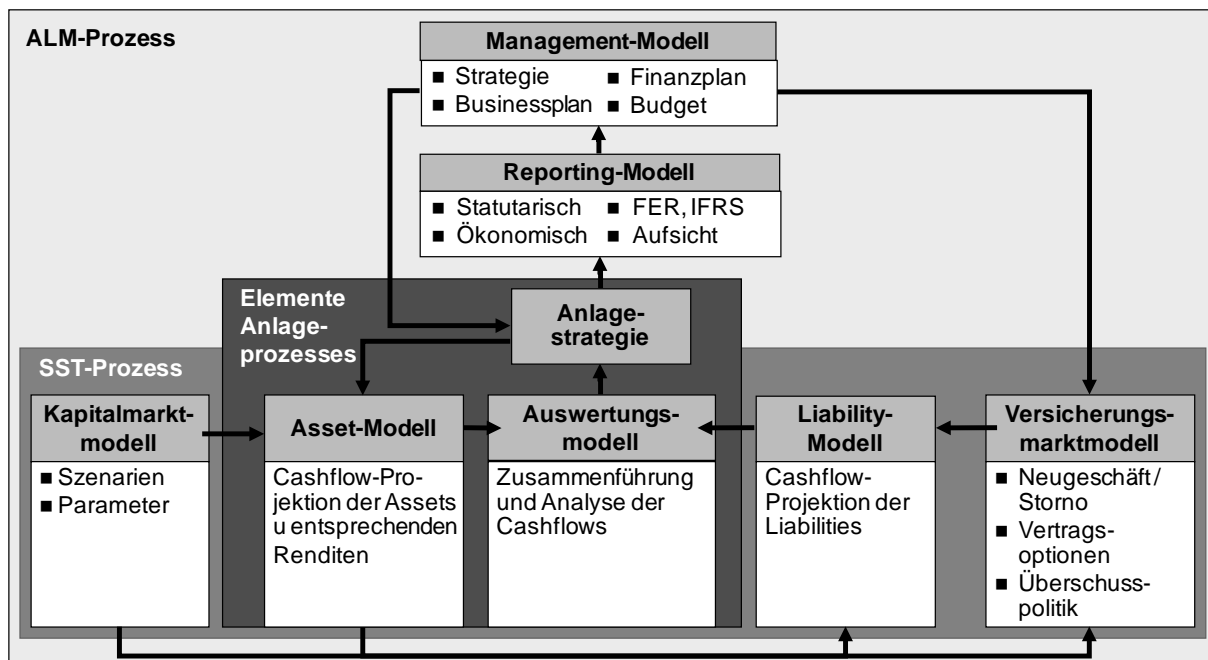 ALM-Prozess
Management-Modell
■ Strategie
■ Businessplan
■ Finanzplan
■ Budget
Reporting-Modell
■ Statutarisch
■ Ökonomisch
■ FER, IFRS
■ Aufsicht
Elemente
Anlage-
prozesses
Anlage-
strategie
SST-Prozess
Kapitalmarkt-
modell
■ Szenarien
■ Parameter
Asset-Modell
Cashflow-Pro-
jektion der Assets
u entsprechenden
Renditen
Auswertungs-
modell
Zusammenführung
und Analyse der
Cashflows
Liability-
Modell
Cashflow-
Projektion der
Liabilities
Versicherungs-
marktmodell
■ Neugeschäft/
Storno
■ Vertrags-
optionen
■ Überschuss-
politik